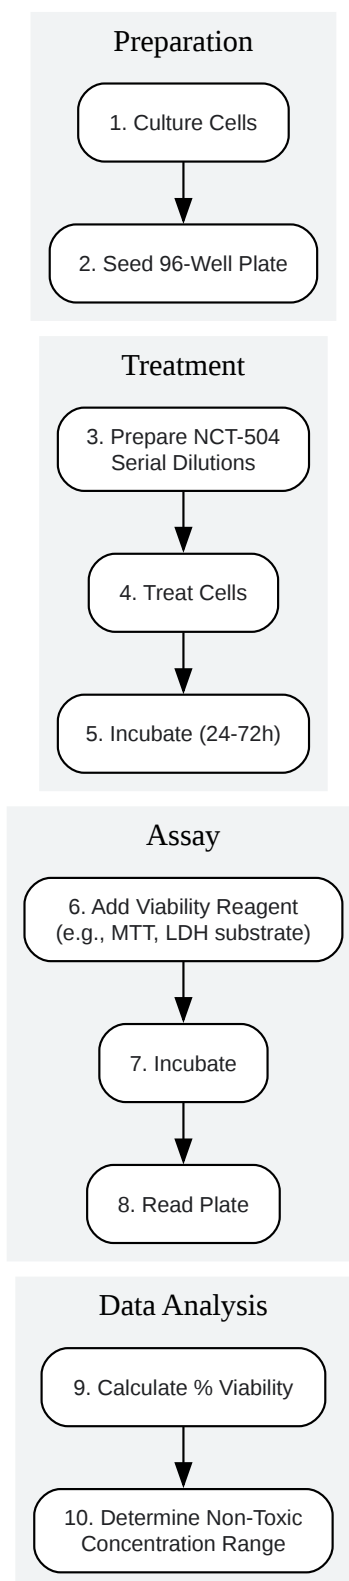 Preparation
1. Culture Cells
2. Seed 96-Well Plate
Treatment
3. Prepare NCT-504
Serial Dilutions
4. Treat Cells
5. Incubate (24-72h)
Assay
6. Add Viability Reagent
(e.g., MTT, LDH substrate)
7. Incubate
8. Read Plate
Data Analysis
9. Calculate % Viability
10. Determine Non-Toxic
Concentration Range